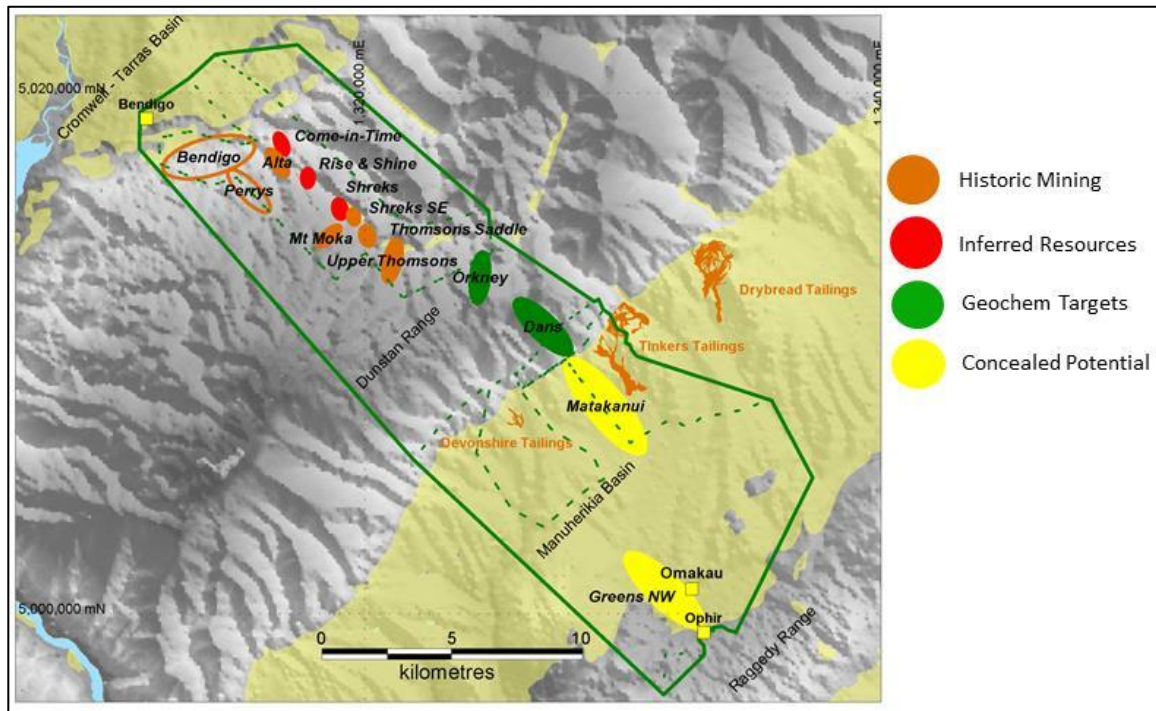 Cromwell - Tarras Basin
1,320,000 mE
1,340,000 mE
5,020,000 mN
Bendigo
Come-in-Time
Bendigo
Alta
Rise & Shine
Perrys
Shreks
Shreks SE
Mt Moka
Thomsons Saddle
Upper Thomsons
Orkney
Drybread Tailings
Dans
Tinkers Tailings
Dunstan Range
Matakanui
Devonshire Tailings
Manuherikia Basin
Omakau
Greens NW
5,000,000 mN
Ophir
Raggedy Range
0 5 10
kilometres
Historic Mining
Inferred Resources
Geochem Targets
Concealed Potential